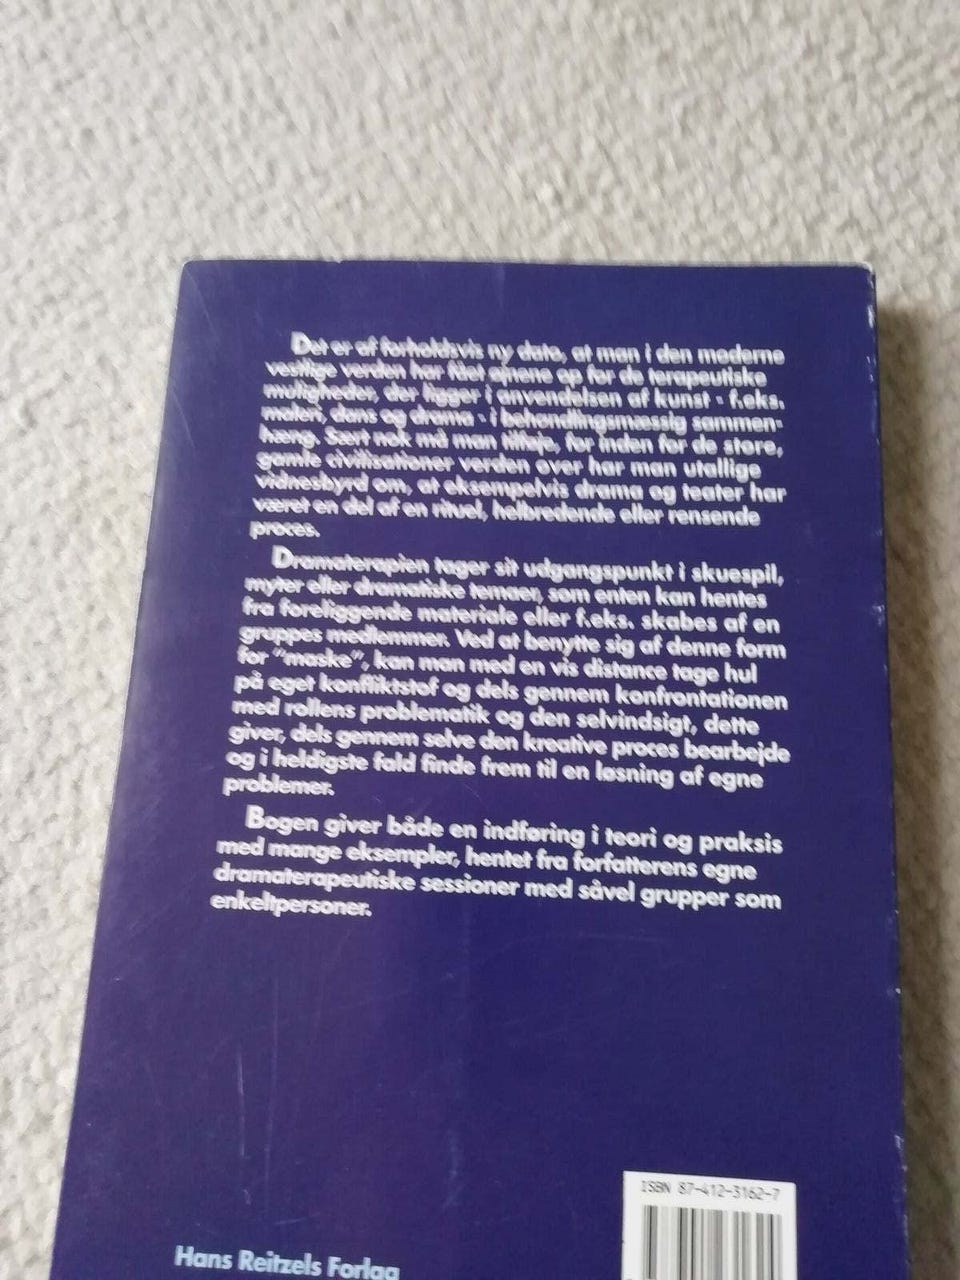 Det er af forholdsvis ny dato, at man i den moderne
vestlige verden har fået øjnene op for de terapeutiske
muligheder, der ligger i anvendelsen af kunst - f.eks.
maleri, dans og drama - i behandlingsmæssig sammen-
hæng. Sært nok må man tilføje, for inden for de store,
gamle civilisationer verden over har man utallige
vidnesbyrd om, at eksempelvis drama og teater har
været en del af en rituel, helbredende eller rensende
proces.
Dramaterapien tager sit udgangspunkt i skuespil,
myter eller dramatiske temaer, som enten kan hentes
fra foreliggende materiale eller f.eks. skabes af en
gruppes medlemmer. Ved at benytte sig af denne form
for "maske", kan man med en vis distance tage hul
på eget konfliktstof og dels gennem konfrontationen
med rollens problematik og den selvindsigt, dette
giver, dels gennem selve den kreative proces bearbejde
og i heldigste fald finde frem til en løsning af egne
problemer.
Bogen giver både en indføring i teori og praksis
med mange eksempler, hentet fra forfatterens egne
dramaterapeutiske sessioner med såvel grupper som
enkeltpersoner.
ISBN 87-412-3162-7
Hans Reitzels Forlag